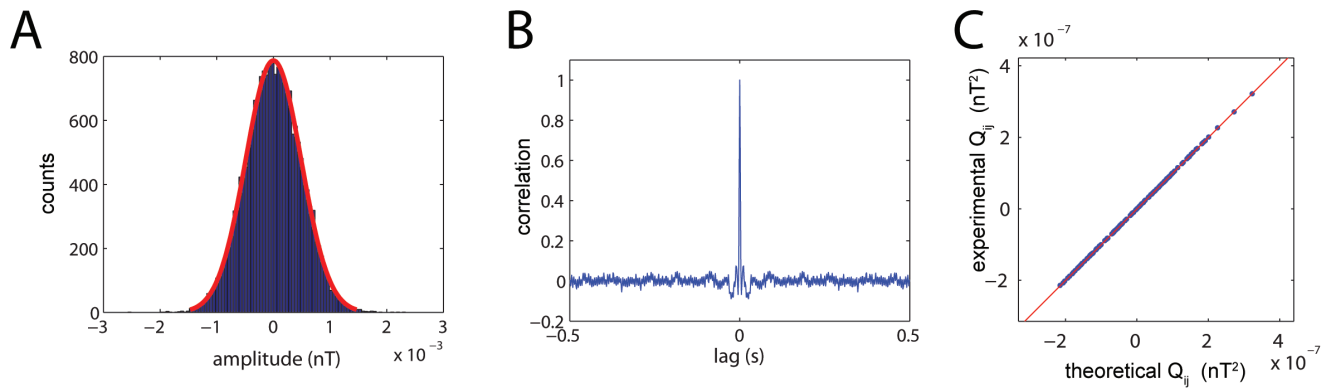 A
800
600
400
200
0
counts
−3
−2
−1
0
1
2
3
x 10⁻³
amplitude (nT)
B
1
0.8
0.6
0.4
0.2
0
−0.2
correlation
−0.5
0
0.5
lag (s)
C
x 10⁻⁷
4
2
0
−2
experimental Qij (nT²)
−2
0
2
4
x 10⁻⁷
theoretical Qij (nT²)